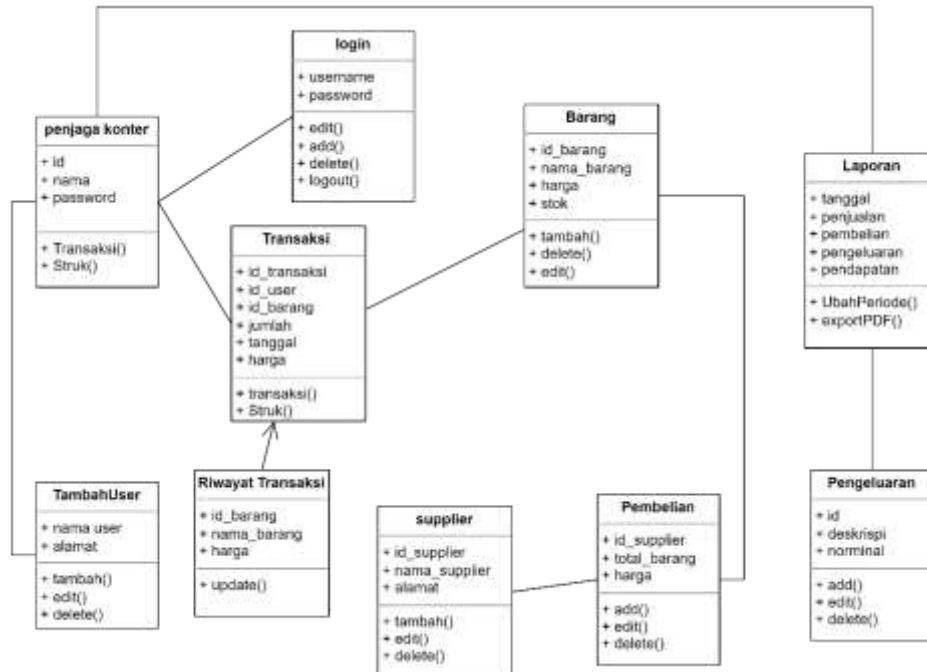 login
+ username
+ password
+ edit()
+ add()
+ delete()
+ logout()
penjaga konter
+ id
+ nama
+ password
+ Transaksi()
+ Struk()
Barang
+ id_barang
+ nama_barang
+ harga
+ stok
+ tambah()
+ delete()
+ edit()
Laporan
+ tanggal
+ penjualan
+ pembelian
+ pengeluaran
+ pendapatan
+ UbahPeriode()
+ exportPDF()
Transaksi
+ id_transaksi
+ id_user
+ id_barang
+ jumlah
+ tanggal
+ harga
+ transaksi()
+ Struk()
TambahUser
+ nama user
+ alamat
+ tambah()
+ edit()
+ delete()
Riwayat Transaksi
+ id_barang
+ nama_barang
+ harga
+ update()
supplier
+ id_supplier
+ nama_supplier
+ alamat
+ tambah()
+ edit()
+ delete()
Pembelian
+ id_supplier
+ total_barang
+ harga
+ add()
+ edit()
+ delete()
Pengeluaran
+ id
+ deskrispi
+ norminal
+ add()
+ edit()
+ delete()